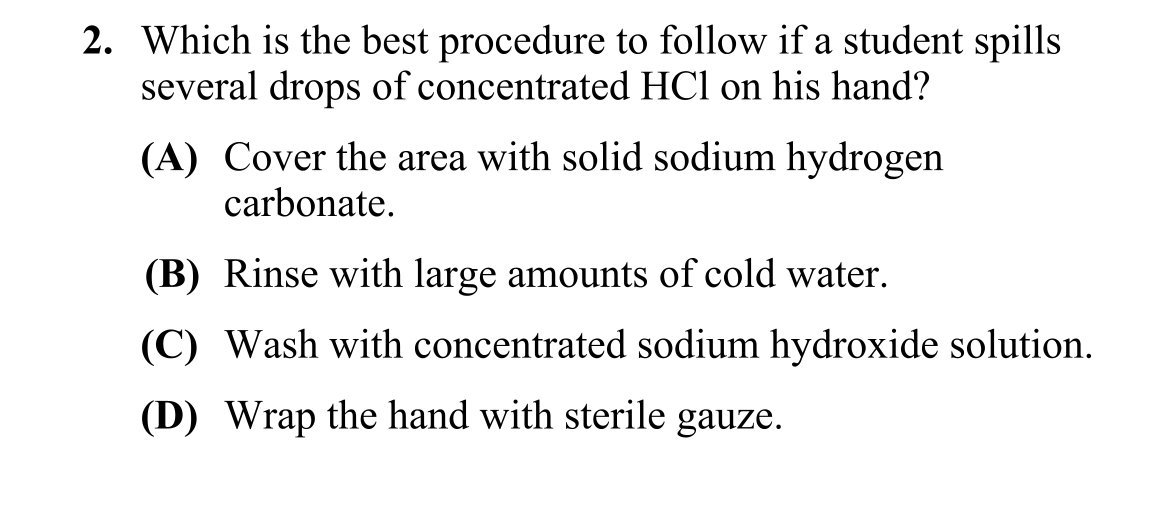 2. Which is the best procedure to follow if a student spills
several drops of concentrated HCl on his hand?
(A) Cover the area with solid sodium hydrogen
carbonate.
(B) Rinse with large amounts of cold water.
(C) Wash with concentrated sodium hydroxide solution.
(D) Wrap the hand with sterile gauze.